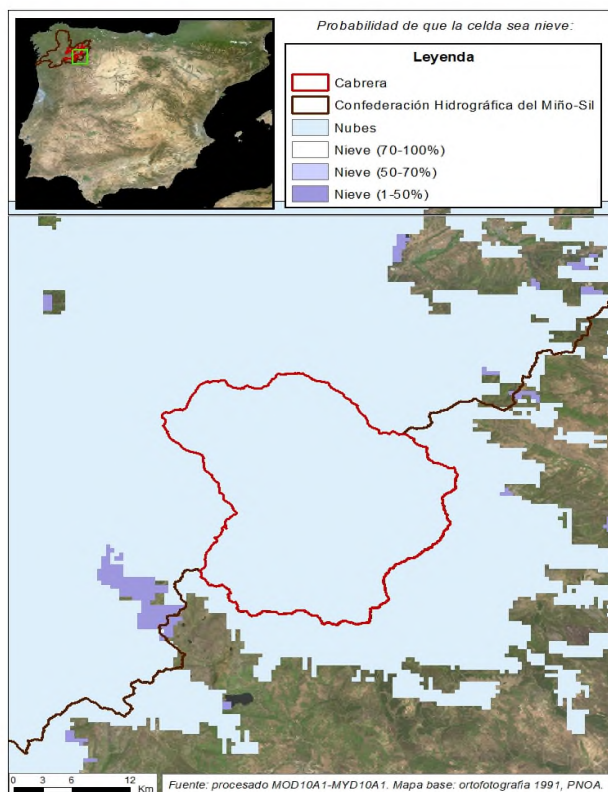 Probabilidad de que la celda sea nieve:
Leyenda
Cabrera
Confederación Hidrográfica del Miño-Sil
Nubes
Nieve (70-100%)
Nieve (50-70%)
Nieve (1-50%)
0 3 6 12
Km
Fuente: procesado MOD10A1-MYD10A1. Mapa base: ortofotografía 1991, PNOA.